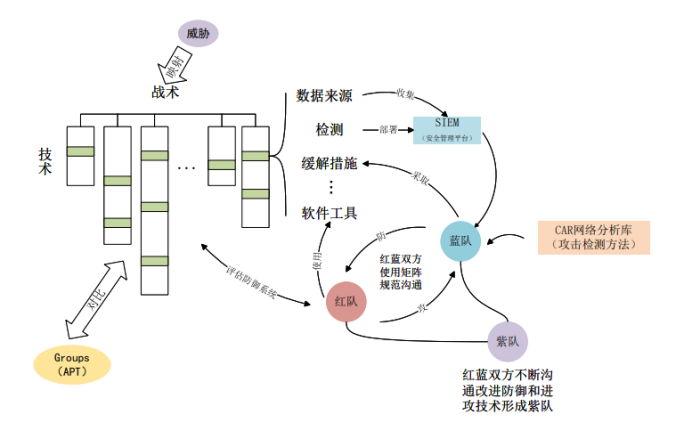 威胁
映射
战术
技术
数据来源
收集
SIEM
（安全管理平台）
检测
部署
缓解措施
采取
软件工具
蓝队
CAR网络分析库
（攻击检测方法）
防
使用
红蓝双方
使用矩阵
规范沟通
评估防御系统
红队
攻
对比
Groups
（APT）
紫队
红蓝双方不断沟
通改进防御和进
攻技术形成紫队